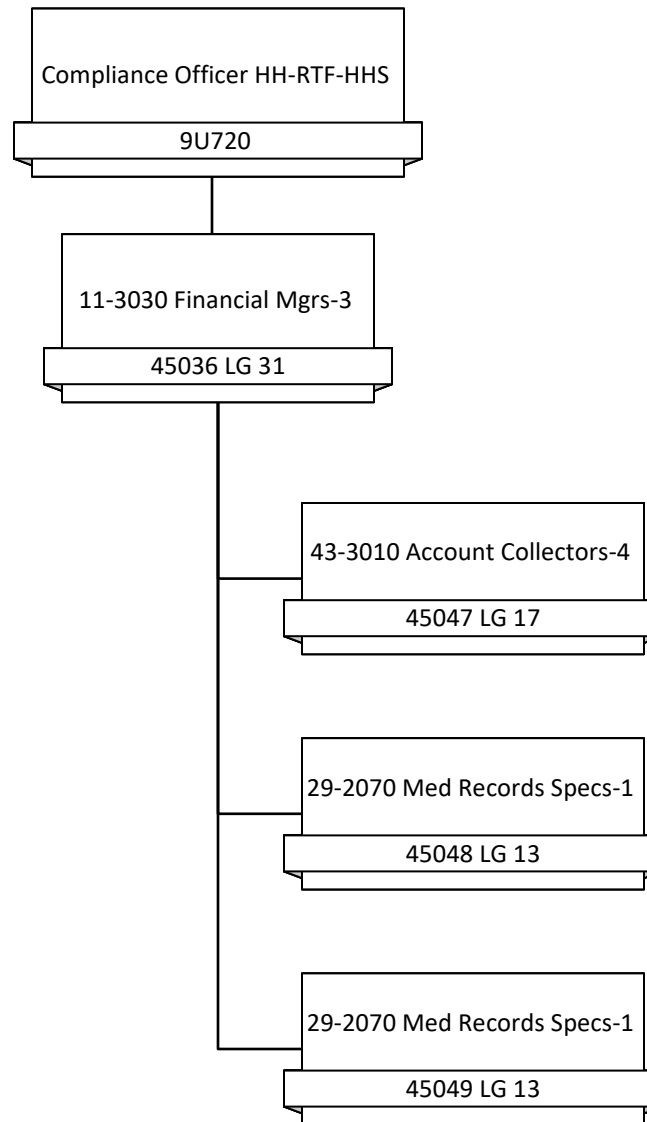 Compliance Officer HH-RTF-HHS
9U720
11-3030 Financial Mgrs-3
45036 LG 31
43-3010 Account Collectors-4
45047 LG 17
29-2070 Med Records Specs-1
45048 LG 13
29-2070 Med Records Specs-1
45049 LG 13